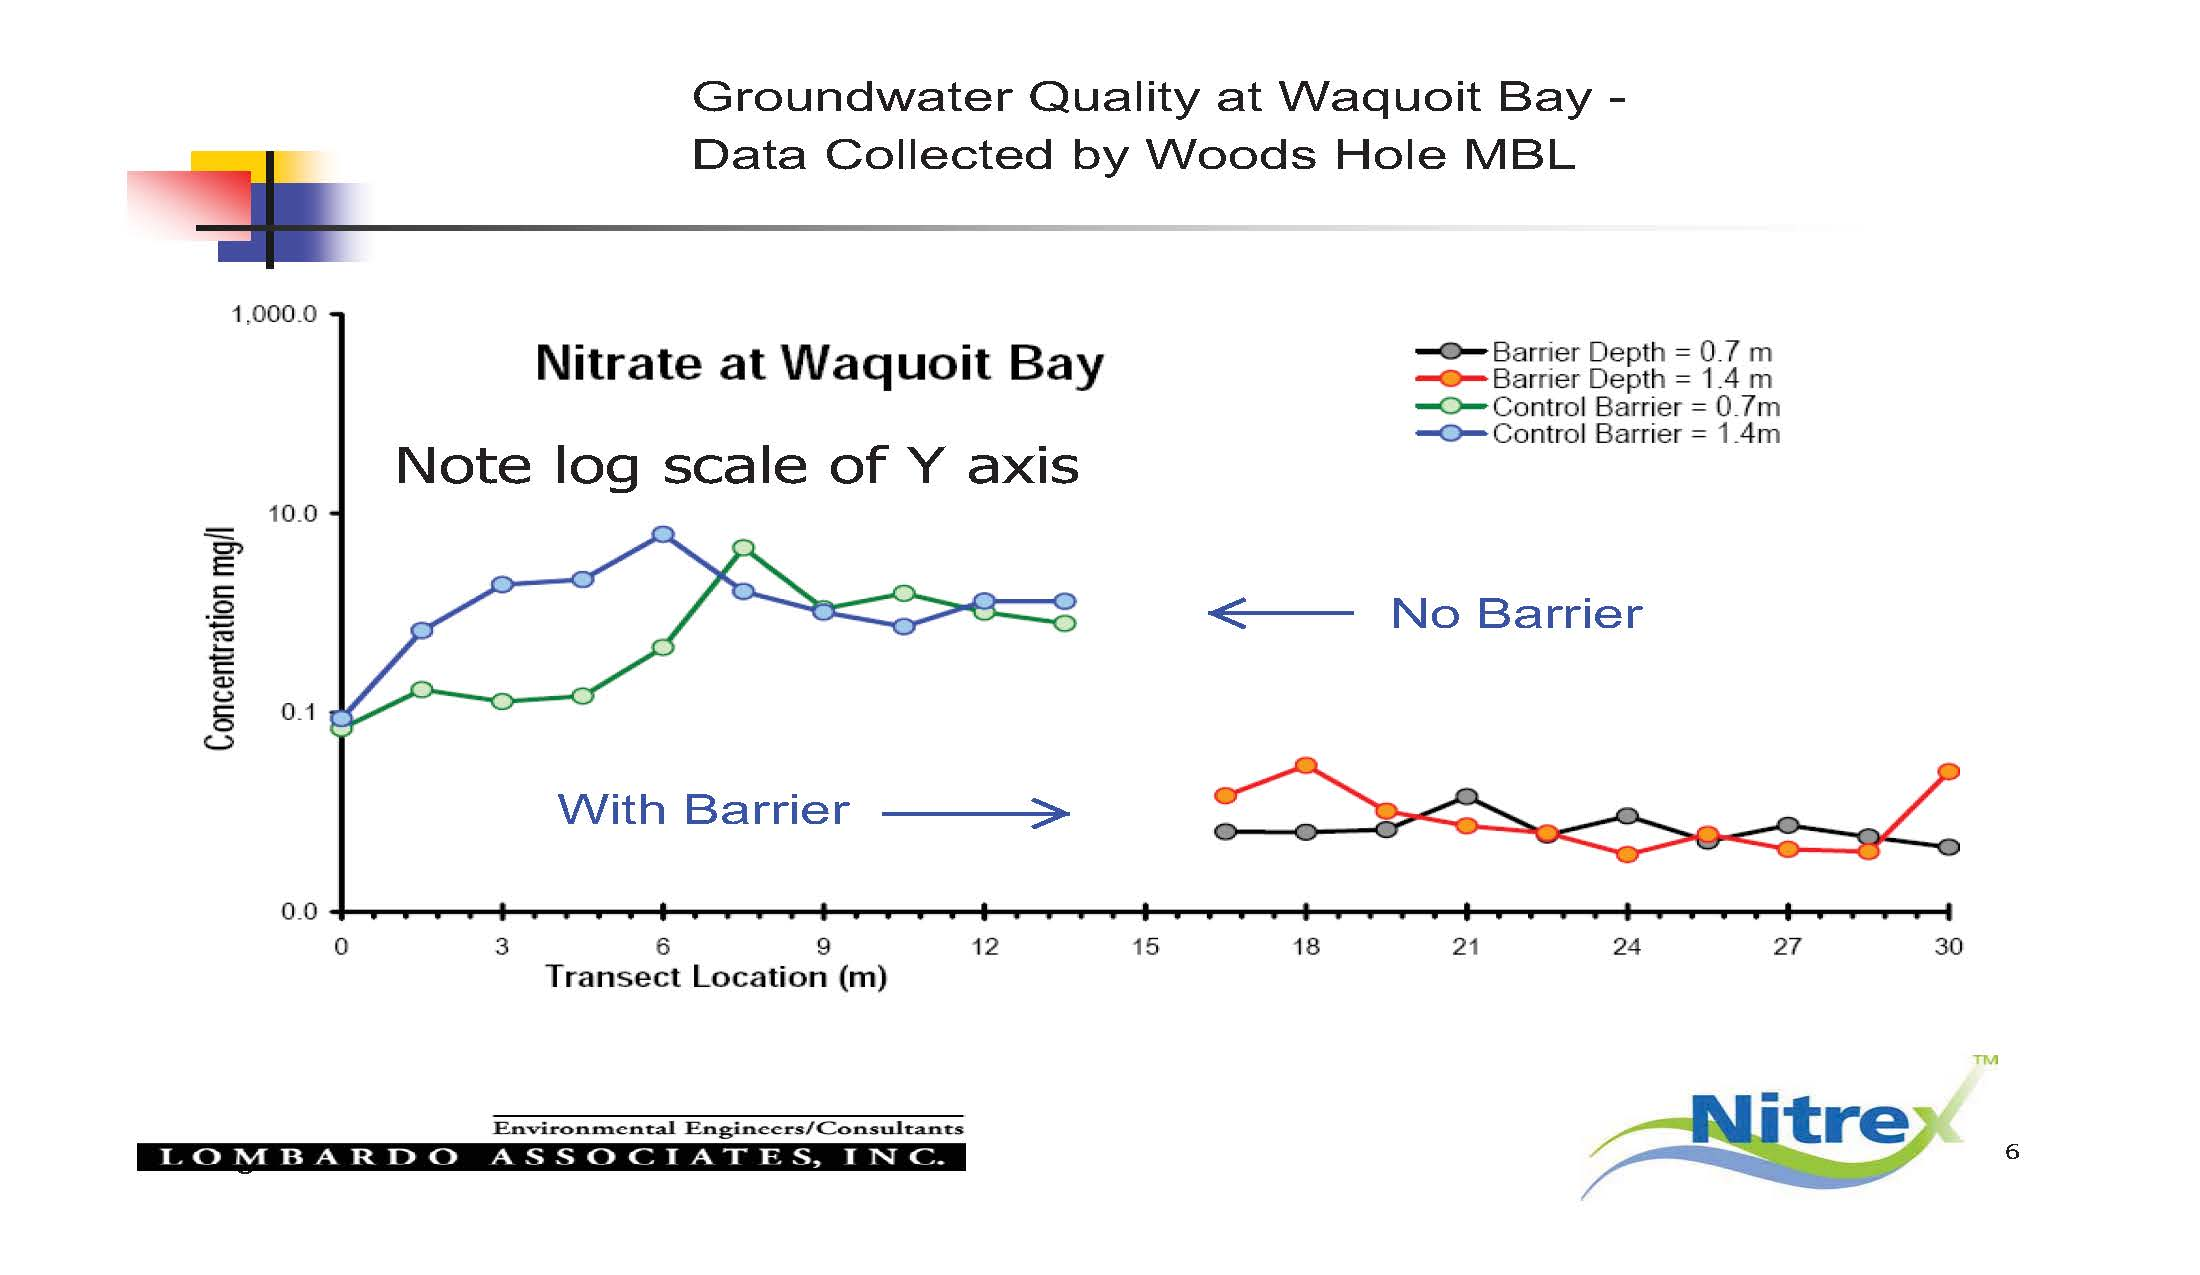 Groundwater Quality at Waquoit Bay -
Data Collected by Woods Hole MBL
1,000.0
Nitrate at Waquoit Bay
Barrier Depth = 0.7 m
Barrier Depth = 1.4 m
Control Barrier = 0.7m
Control Barrier = 1.4m
Note log scale of Y axis
10.0
Concentration mg/l
No Barrier
0.1
With Barrier
0.0
0 3 6 9 12 15 18 21 24 27 30
Transect Location (m)
Environmental Engineers/Consultants
LOMBARDO ASSOCIATES, INC.
Nitrex™
6